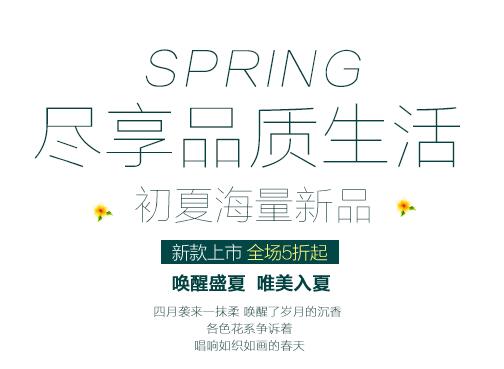 SPRING
尽享品质生活
初夏海量新品
新款上市 全场5折起
唤醒盛夏 唯美入夏
四月袭来一抹柔 唤醒了岁月的沉香
各色花系争诉着
唱响如织如画的春天